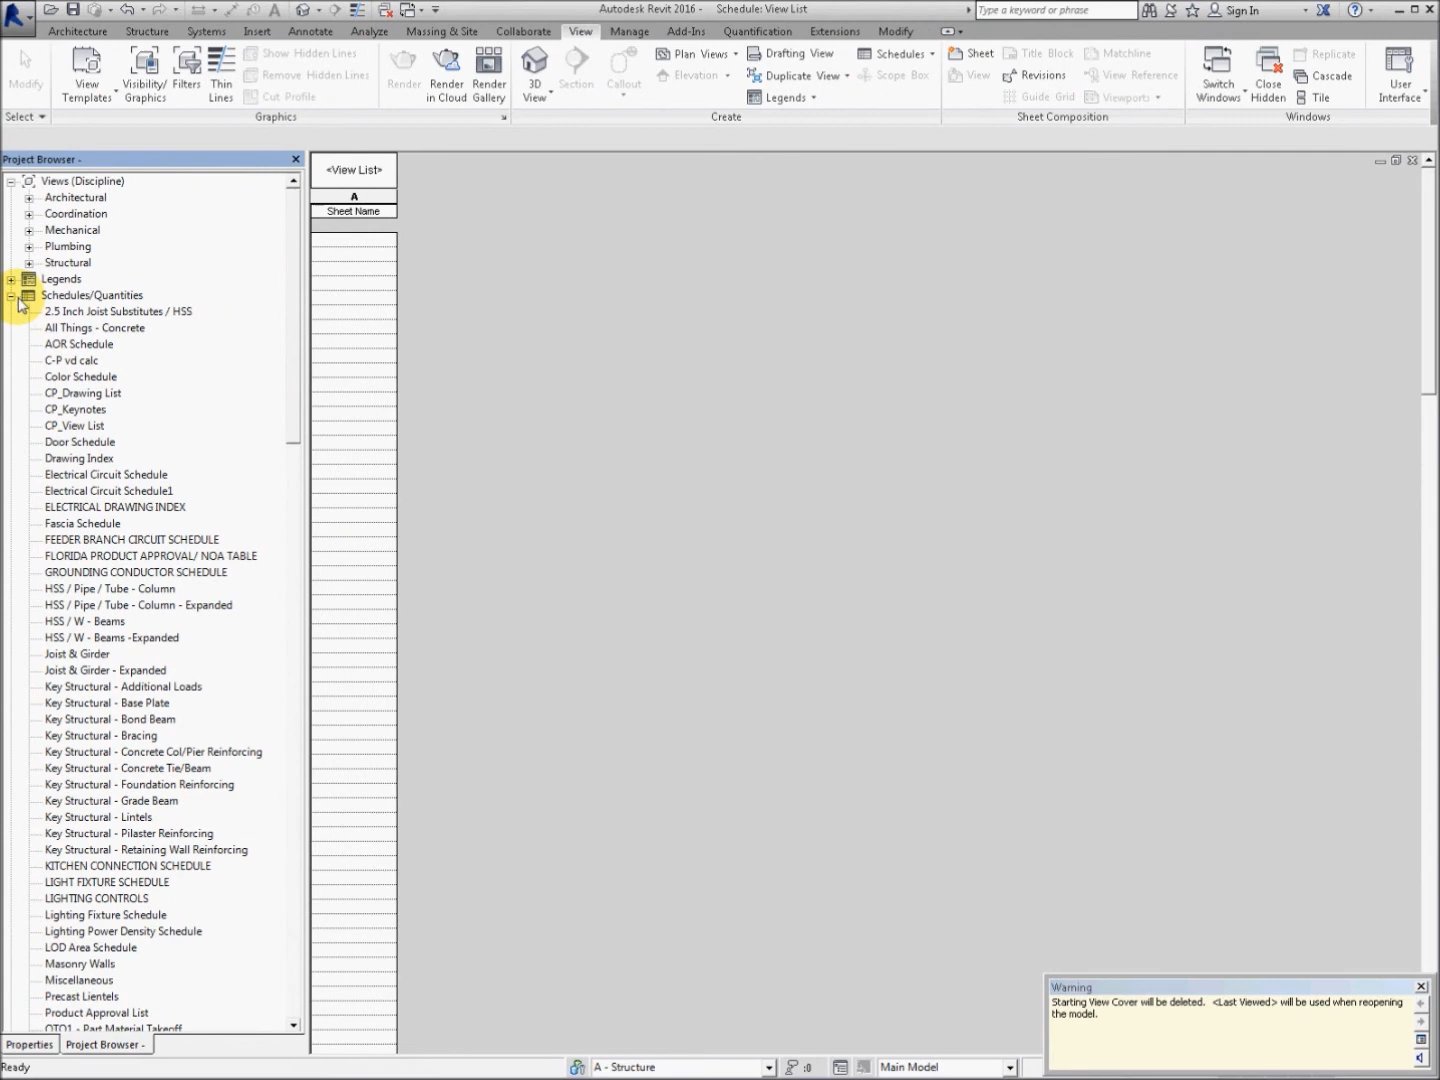 Autodesk Revit 2016 - Schedule: View List
Type a keyword or phrase
Sign In
Architecture Structure Systems Insert Annotate Analyze Massing & Site Collaborate View Manage Add-Ins Quantification Extensions Modify
Modify
View Templates
Visibility/ Graphics
Filters
Thin Lines
Show Hidden Lines
Remove Hidden Lines
Cut Profile
Render
Render in Cloud
Render Gallery
3D View
Section
Callout
Plan Views
Elevation
Drafting View
Duplicate View
Legends
Schedules
Scope Box
Sheet
View
Title Block
Revisions
Guide Grid
Matchline
View Reference
Viewports
Switch Windows
Close Hidden
Replicate
Cascade
Tile
User Interface
Select
Graphics
Create
Sheet Composition
Windows
Project Browser -
Views (Discipline)
Architectural
Coordination
Mechanical
Plumbing
Structural
Legends
Schedules/Quantities
2.5 Inch Joist Substitutes / HSS
All Things - Concrete
AOR Schedule
C-P vd calc
Color Schedule
CP_Drawing List
CP_Keynotes
CP_View List
Door Schedule
Drawing Index
Electrical Circuit Schedule
Electrical Circuit Schedule1
ELECTRICAL DRAWING INDEX
Fascia Schedule
FEEDER BRANCH CIRCUIT SCHEDULE
FLORIDA PRODUCT APPROVAL/ NOA TABLE
GROUNDING CONDUCTOR SCHEDULE
HSS / Pipe / Tube - Column
HSS / Pipe / Tube - Column - Expanded
HSS / W - Beams
HSS / W - Beams -Expanded
Joist & Girder
Joist & Girder - Expanded
Key Structural - Additional Loads
Key Structural - Base Plate
Key Structural - Bond Beam
Key Structural - Bracing
Key Structural - Concrete Col/Pier Reinforcing
Key Structural - Concrete Tie/Beam
Key Structural - Foundation Reinforcing
Key Structural - Grade Beam
Key Structural - Lintels
Key Structural - Pilaster Reinforcing
Key Structural - Retaining Wall Reinforcing
KITCHEN CONNECTION SCHEDULE
LIGHT FIXTURE SCHEDULE
LIGHTING CONTROLS
Lighting Fixture Schedule
Lighting Power Density Schedule
LOD Area Schedule
Masonry Walls
Miscellaneous
Precast Lientels
Product Approval List
QTO1 - Part Material Takeoff
Properties
Project Browser -
<View List>
A
Sheet Name
Warning
Starting View Cover will be deleted. <Last Viewed> will be used when reopening
the model.
Ready
A - Structure
:0
Main Model